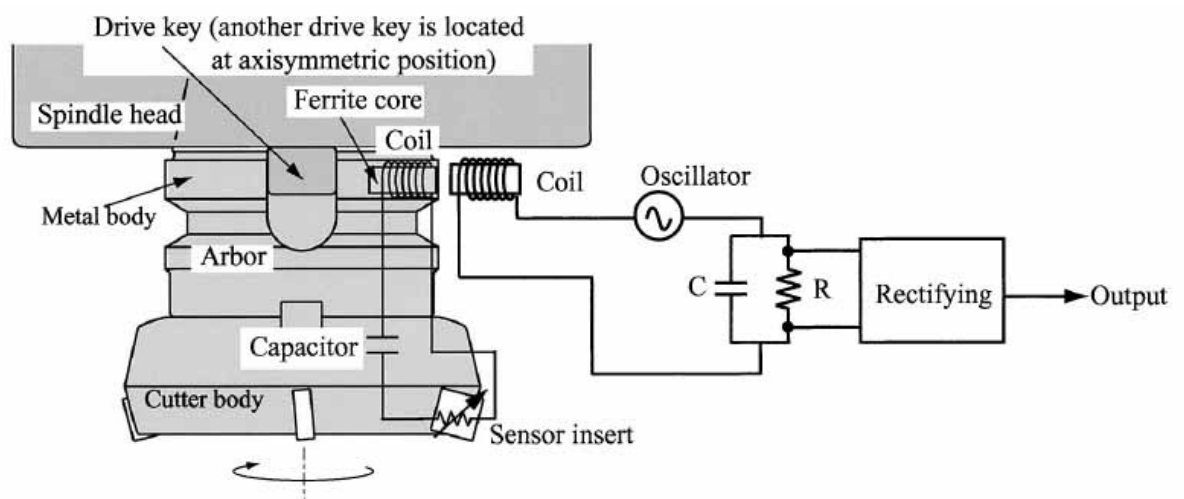 Drive key (another drive key is located
at axisymmetric position)
Spindle head
Ferrite core
Coil
Coil
Oscillator
Metal body
Arbor
C
R
Rectifying
Output
Capacitor
Cutter body
Sensor insert